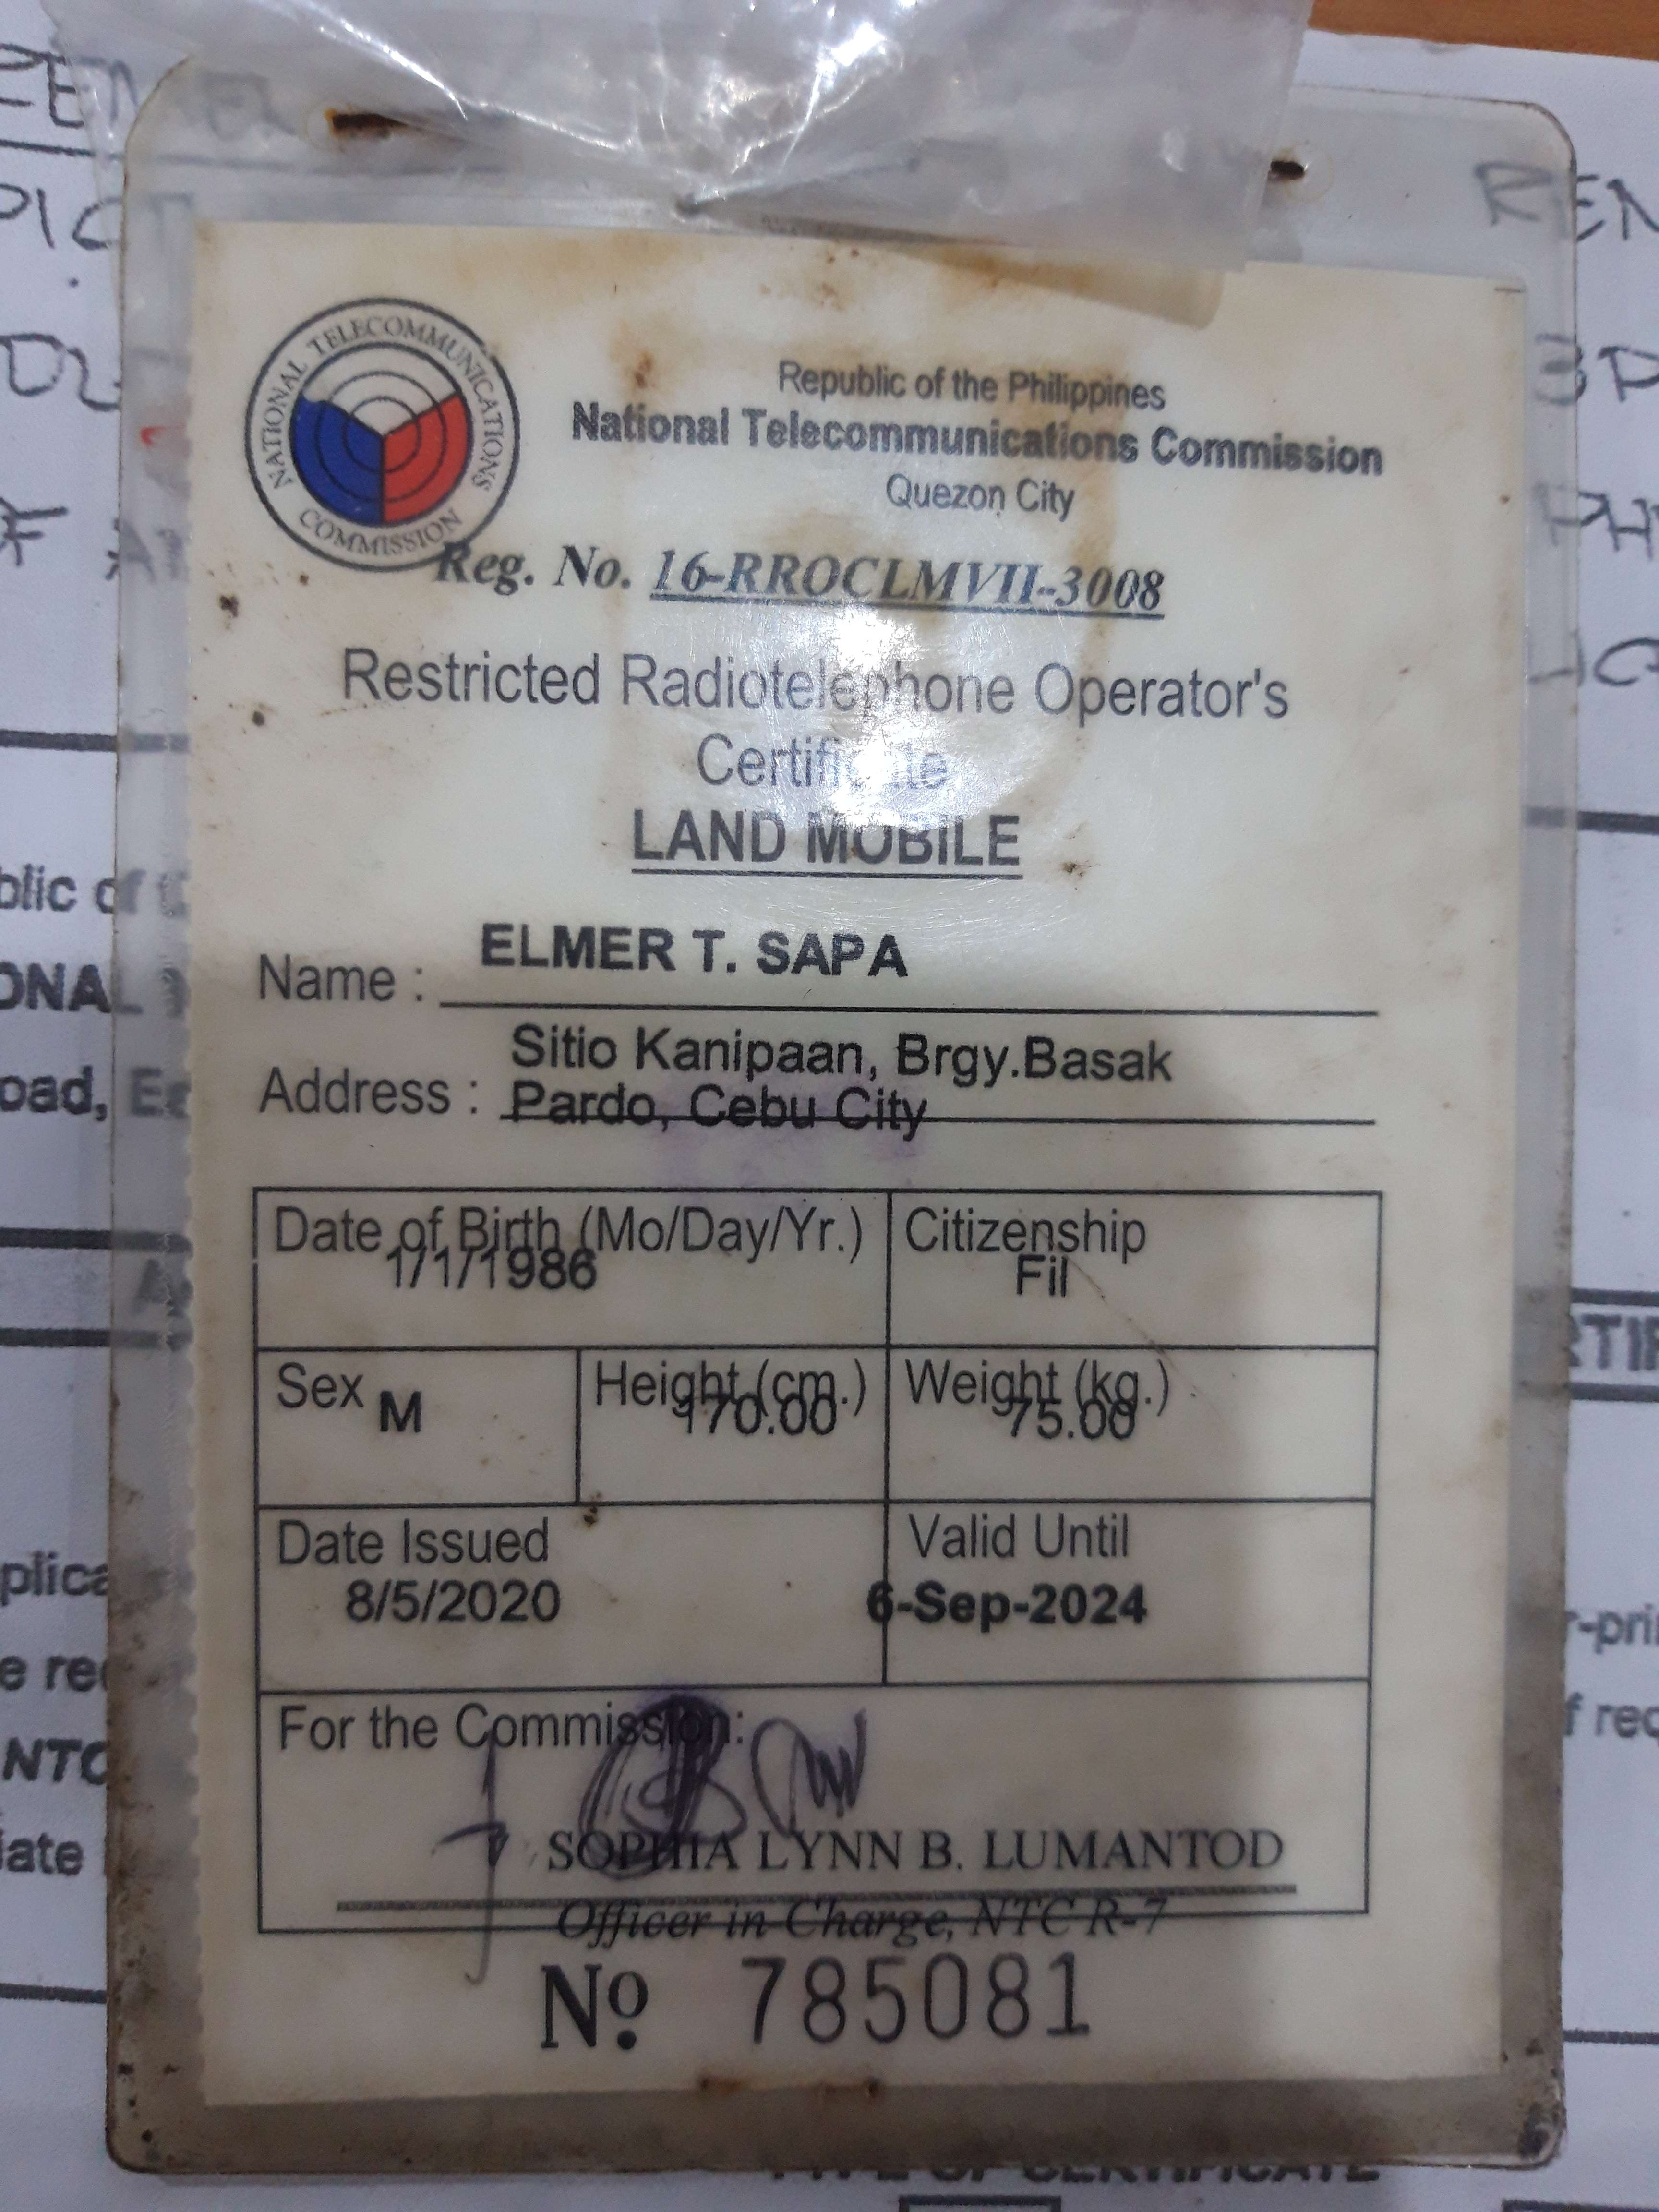 NATIONAL TELECOMMUNICATIONS COMMISSION
Republic of the Philippines
National Telecommunications Commission
Quezon City
Reg. No. 16-RROCLMVII-3008
Restricted Radiotelephone Operator's
Certificate
LAND MOBILE
Name : ELMER T. SAPA
Address : Sitio Kanipaan, Brgy.Basak
Pardo, Cebu City
Date of Birth (Mo/Day/Yr.) Citizenship
1/1/1986 Fil
Sex Height (cm.) Weight (kg.)
M 170.00 75.00
Date Issued Valid Until
8/5/2020 6-Sep-2024
For the Commission:
SOPHIA LYNN B. LUMANTOD
Officer in Charge, NTC R-7
Nº 785081
TYPE OF CERTIFICATE